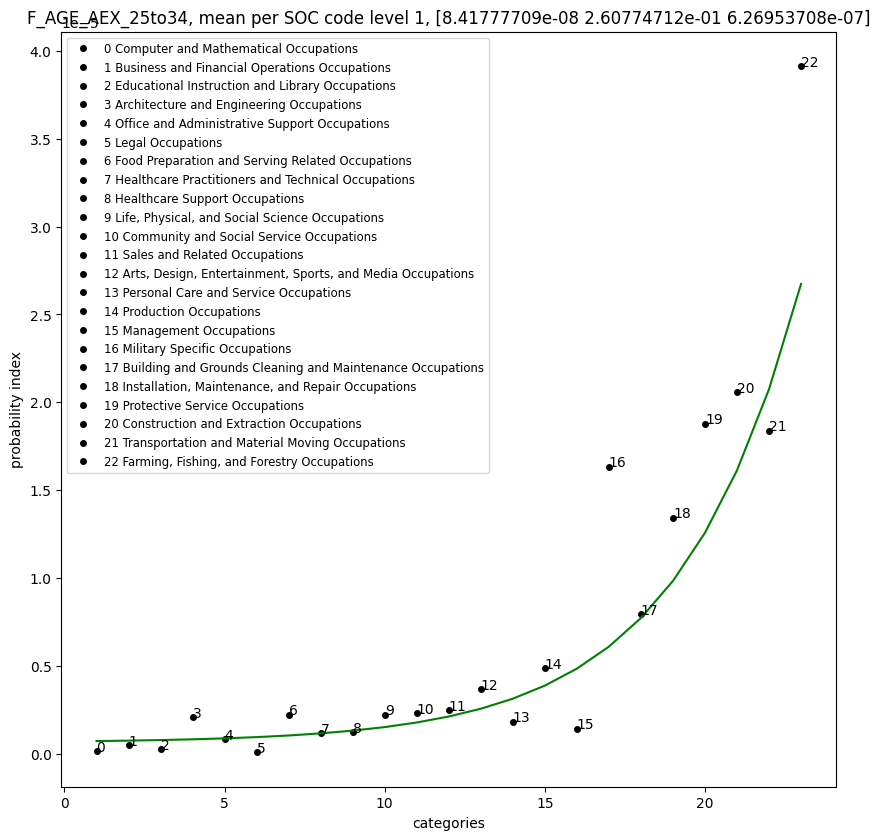 F_AGE_AEX_25to34, mean per SOC code level 1, [8.41777709e-08 2.60774712e-01 6.26953708e-07]
1e−5
0 Computer and Mathematical Occupations
1 Business and Financial Operations Occupations
2 Educational Instruction and Library Occupations
3 Architecture and Engineering Occupations
4 Office and Administrative Support Occupations
5 Legal Occupations
6 Food Preparation and Serving Related Occupations
7 Healthcare Practitioners and Technical Occupations
8 Healthcare Support Occupations
9 Life, Physical, and Social Science Occupations
10 Community and Social Service Occupations
11 Sales and Related Occupations
12 Arts, Design, Entertainment, Sports, and Media Occupations
13 Personal Care and Service Occupations
14 Production Occupations
15 Management Occupations
16 Military Specific Occupations
17 Building and Grounds Cleaning and Maintenance Occupations
18 Installation, Maintenance, and Repair Occupations
19 Protective Service Occupations
20 Construction and Extraction Occupations
21 Transportation and Material Moving Occupations
22 Farming, Fishing, and Forestry Occupations
4.0
3.5
3.0
2.5
2.0
1.5
1.0
0.5
0.0
probability index
0
1
2
3
4
5
6
7
8
9
10
11
12
13
14
15
16
17
18
19
20
21
22
0 5 10 15 20
categories